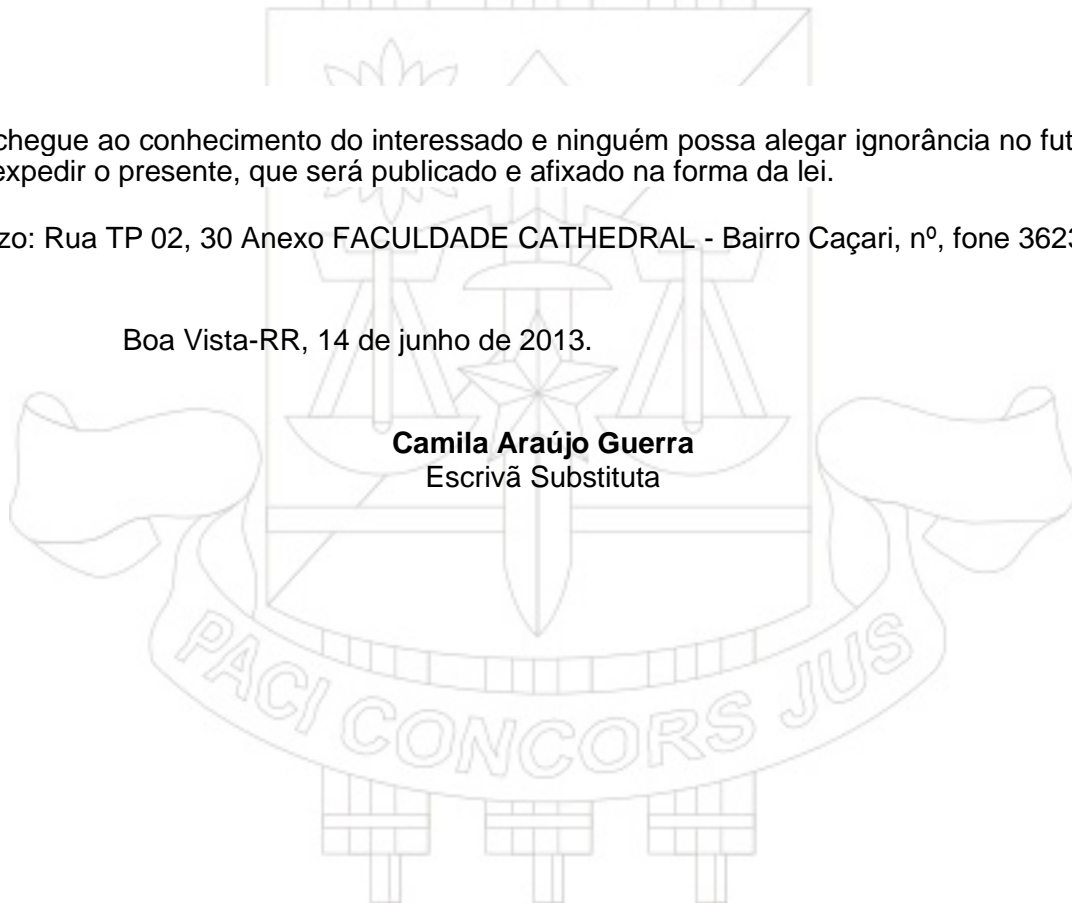 chegue ao conhecimento do interessado e ninguém possa alegar ignorância no fut
expedir o presente, que será publicado e afixado na forma da lei.
zo: Rua TP 02, 30 Anexo FACULDADE CATHEDRAL - Bairro Caçari, nº, fone 3623
Boa Vista-RR, 14 de junho de 2013.
Camila Araújo Guerra
Escrivã Substituta
PACI CONCORS JUS